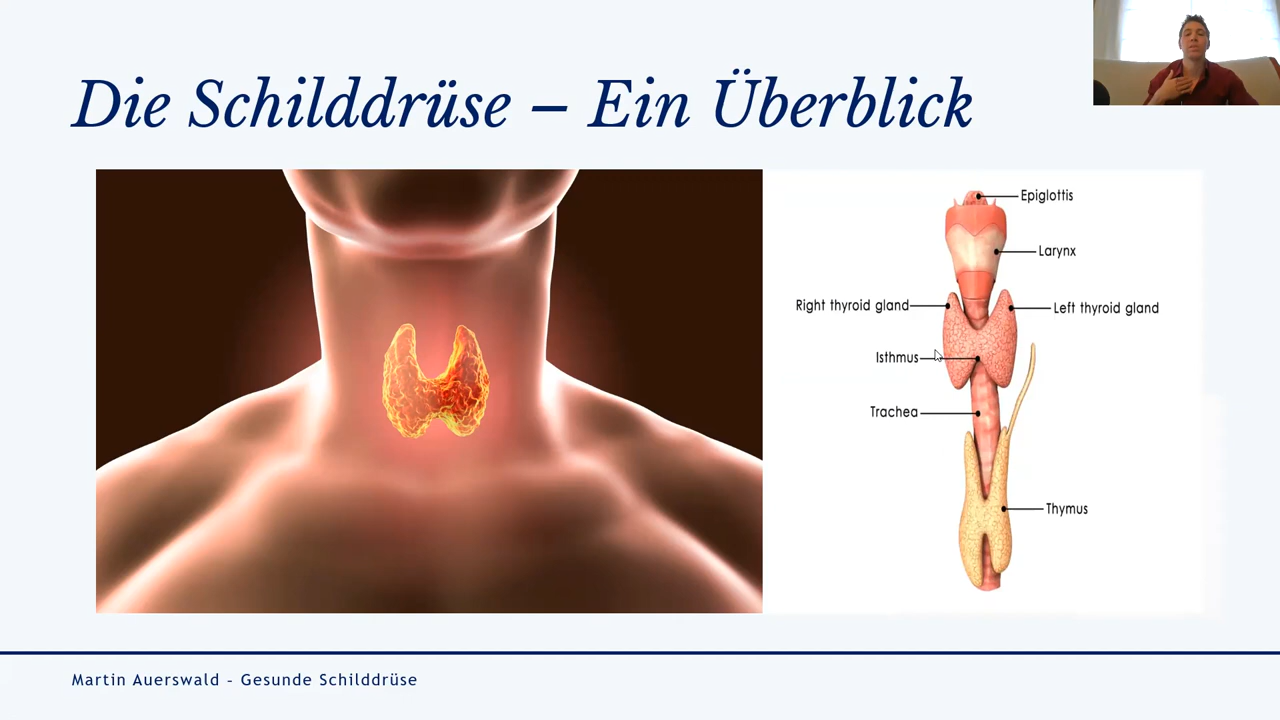 Die Schilddrüse – Ein Überblick
Epiglottis
Larynx
Right thyroid gland
Left thyroid gland
Isthmus
Trachea
Thymus
Martin Auerswald – Gesunde Schilddrüse